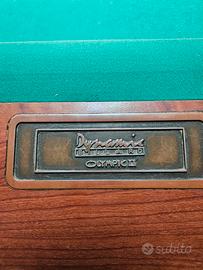 Dynamic
BILLARD
OLYMPIC II
subito